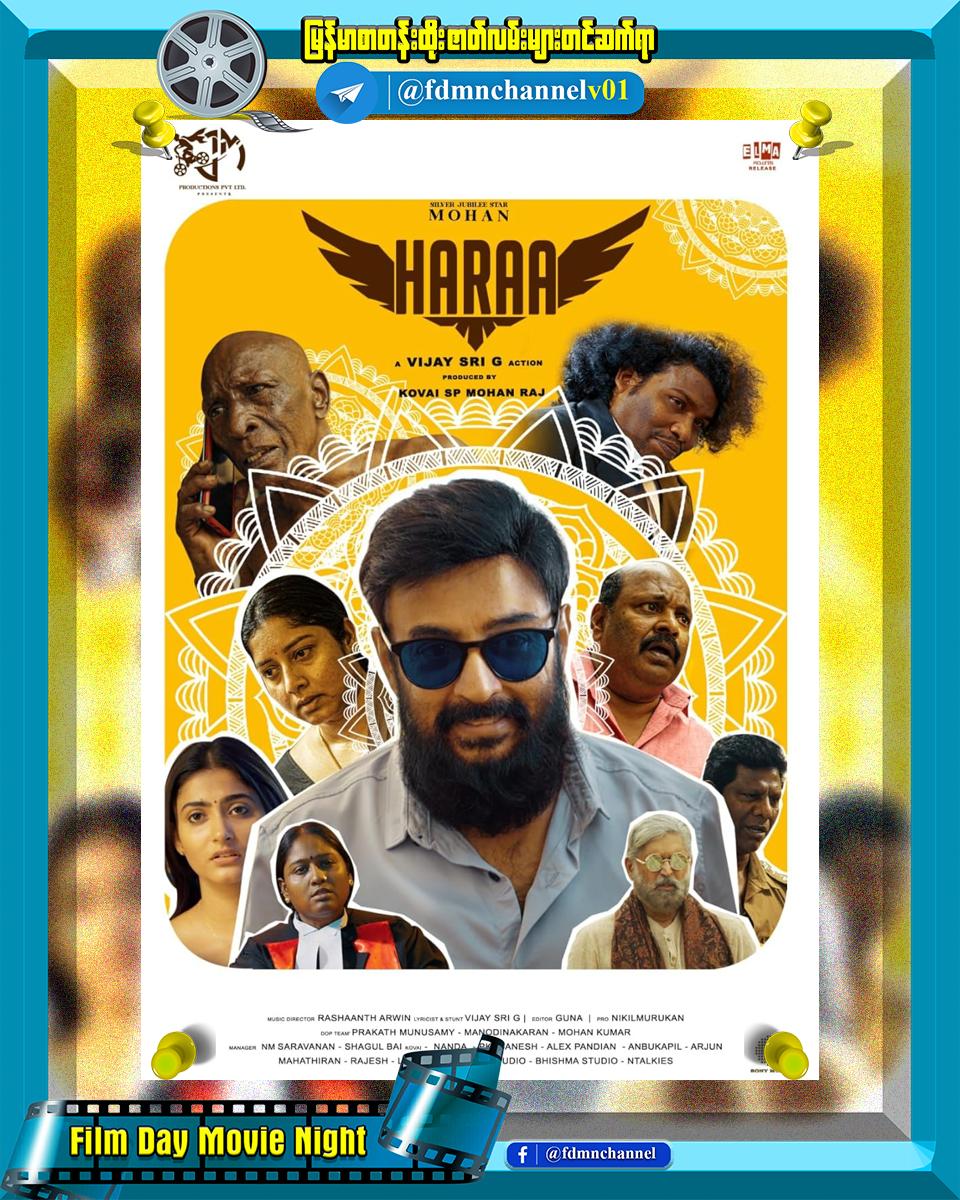 မြန်မာစာတန်းထိုးဇာတ်လမ်းများတင်ဆက်ရာ
@fdmnchannelv01
PRODUCTIONS PVT LTD.
PRESENTS
ELMA
PICTURES
RELEASE
SILVER JUBILEE STAR
MOHAN
HARAA
A VIJAY SRI G ACTION
PRODUCED BY
KOVAI SP MOHAN RAJ
MUSIC DIRECTOR RASHAANTH ARWIN LYRICIST & STUNT VIJAY SRI G | EDITOR GUNA | PRO NIKILMURUKAN
DOP TEAM PRAKATH MUNUSAMY - MANODINAKARAN - MOHAN KUMAR
MANAGER NM SARAVANAN - SHAGUL BAI KOVAI - NANDA - ALEX PANDIAN - ANBUKAPIL - ARJUN
MAHATHIRAN - RAJESH - BHISHMA STUDIO - NTALKIES
Film Day Movie Night
f @fdmnchannel